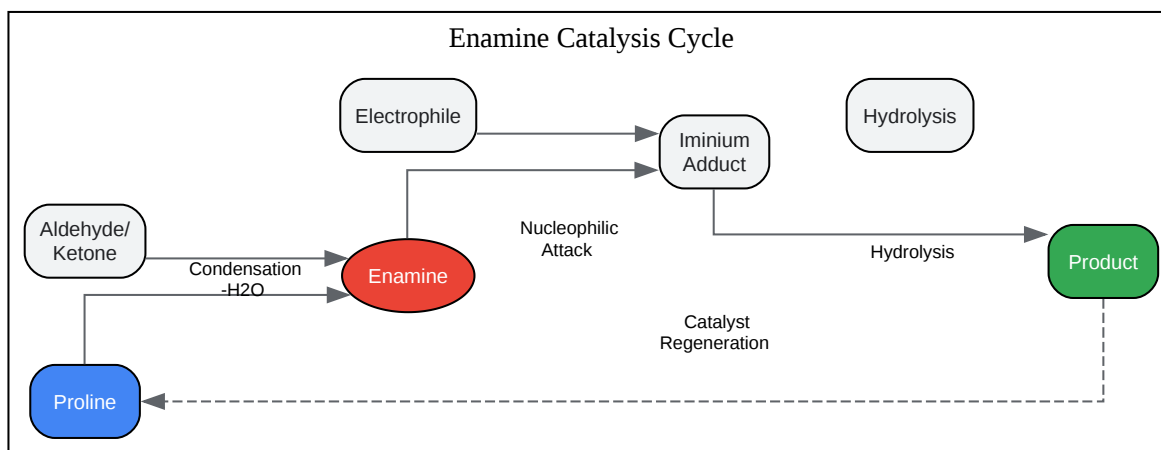 Enamine Catalysis Cycle
Electrophile
Hydrolysis
Iminium
Adduct
Aldehyde/
Ketone
Nucleophilic
Attack
Condensation
-H2O
Enamine
Hydrolysis
Product
Catalyst
Regeneration
Proline